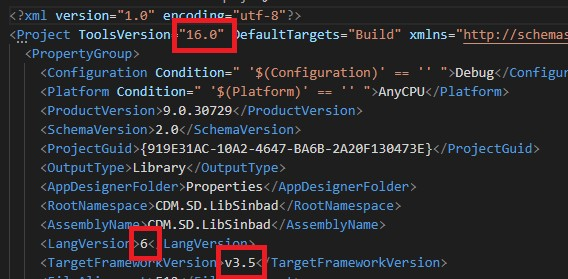 <?xml version="1.0" encoding="utf-8"?>
<Project ToolsVersion="16.0" DefaultTargets="Build" xmlns="http://schemas
<PropertyGroup>
<Configuration Condition=" '$(Configuration)' == '' ">Debug</Configuration>
<Platform Condition=" '$(Platform)' == '' ">AnyCPU</Platform>
<ProductVersion>9.0.30729</ProductVersion>
<SchemaVersion>2.0</SchemaVersion>
<ProjectGuid>{919E31AC-10A2-4647-BA6B-2A20F130473E}</ProjectGuid>
<OutputType>Library</OutputType>
<AppDesignerFolder>Properties</AppDesignerFolder>
<RootNamespace>CDM.SD.LibSinbad</RootNamespace>
<AssemblyName>CDM.SD.LibSinbad</AssemblyName>
<LangVersion>6</LangVersion>
<TargetFrameworkVersion>v3.5</TargetFrameworkVersion>